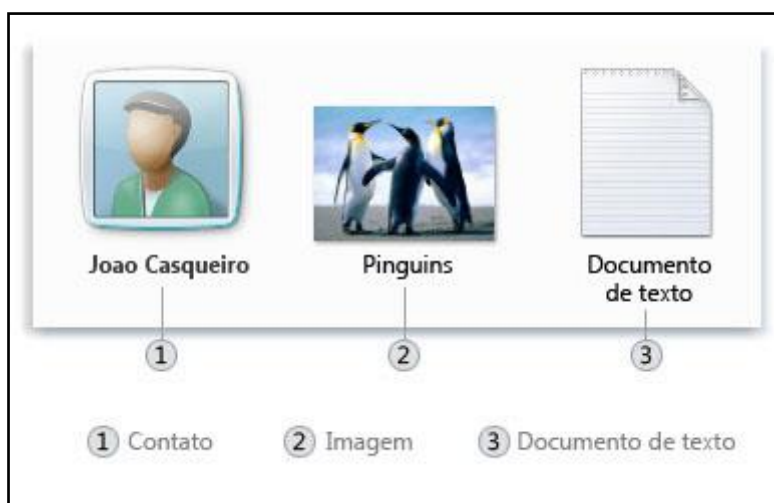 Joao Casqueiro
Pinguins
Documento
de texto
1
2
3
1 Contato
2 Imagem
3 Documento de texto